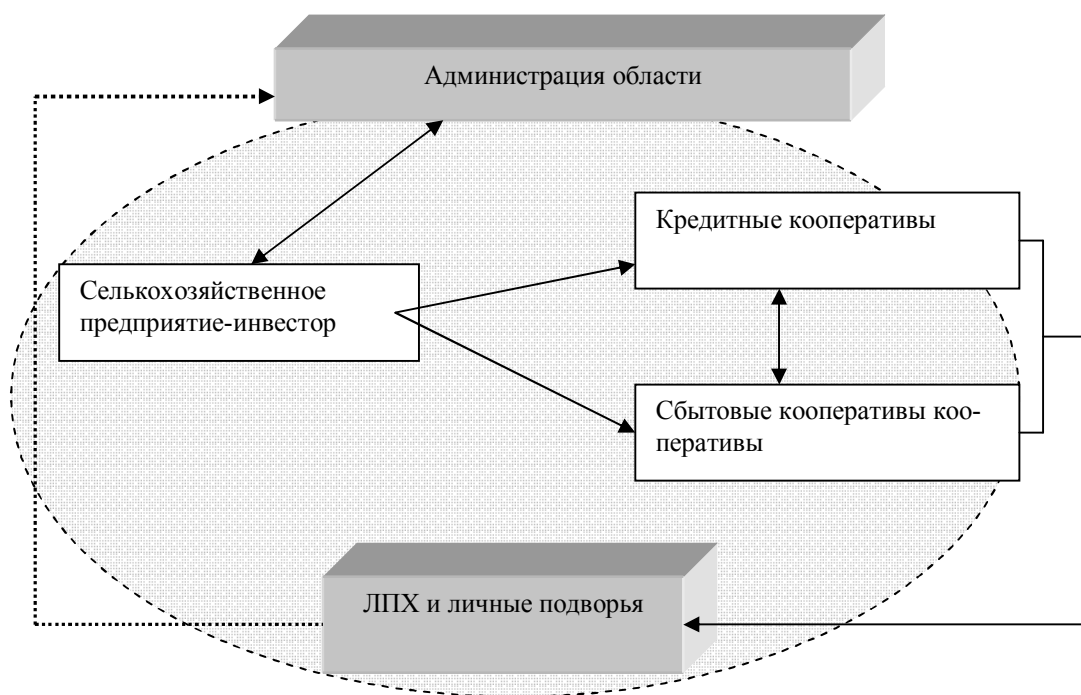 Администрация области
Кредитные кооперативы
Сельскохозяйственное
предприятие-инвестор
Сбытовые кооперативы коо-
перативы
ЛПХ и личные подворья